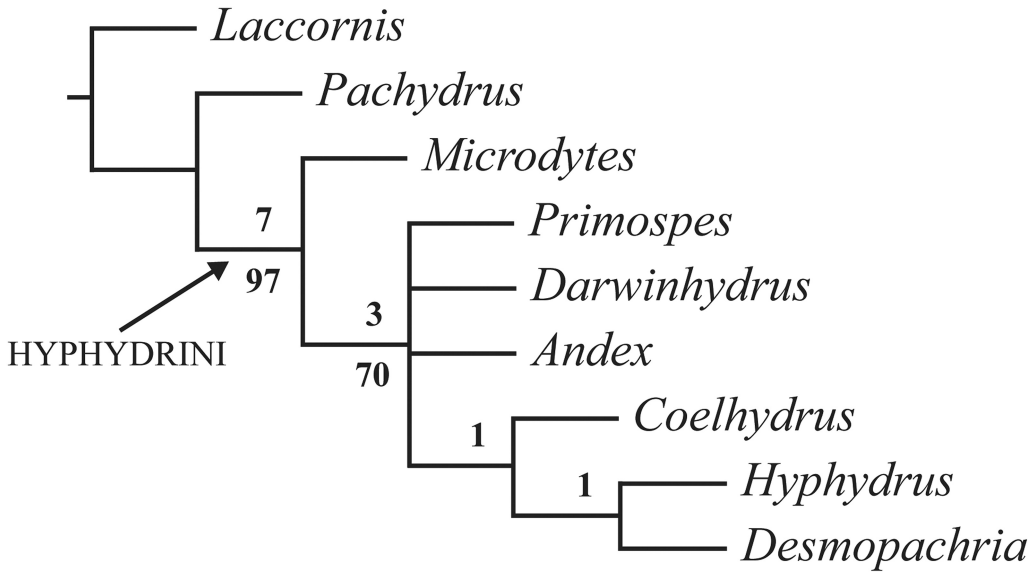 Laccornis
Pachydrus
Microdytes
7
Primospes
97
Darwinhydrus
3
HYPHYDRINI
Andex
70
Coelhydrus
1
1
Hyphydrus
Desmopachria